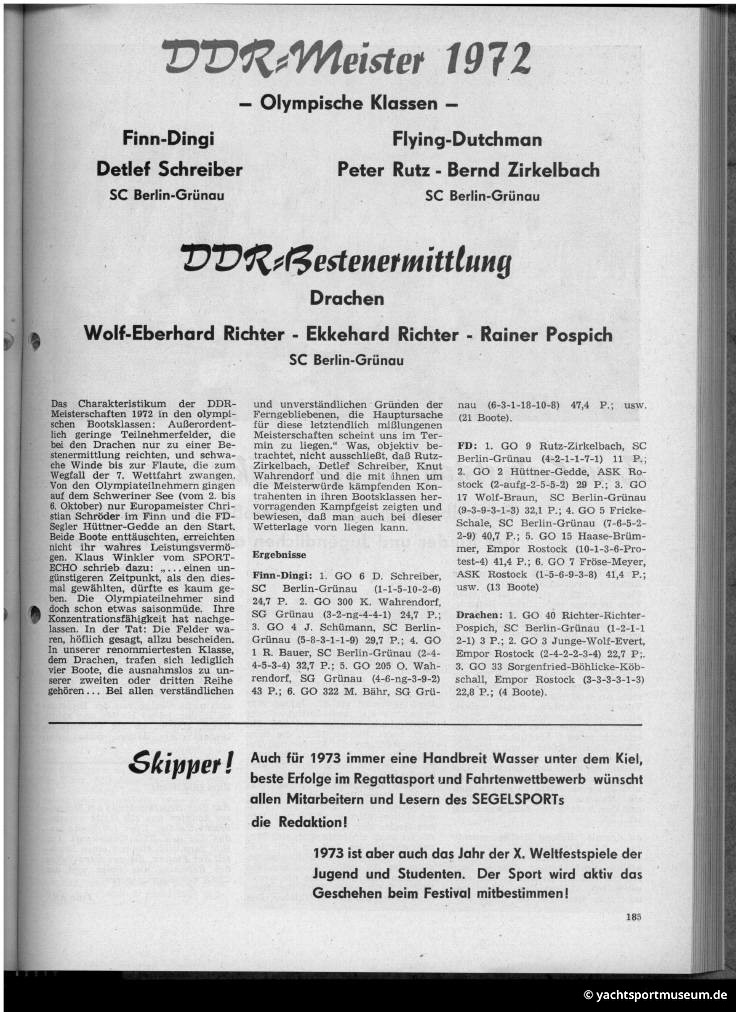 DDR-Meister 1972
– Olympische Klassen –
Finn-Dingi
Detlef Schreiber
SC Berlin-Grünau
Flying-Dutchman
Peter Rutz - Bernd Zirkelbach
SC Berlin-Grünau
DDR-Bestenermittlung
Drachen
Wolf-Eberhard Richter - Ekkehard Richter - Rainer Pospich
SC Berlin-Grünau
Das Charakteristikum der DDR-
Meisterschaften 1972 in den olympi-
schen Bootsklassen: Außerordent-
lich geringe Teilnehmerfelder, die
bei den Drachen nur zu einer Be-
stenermittlung reichten, und schwa-
che Winde bis zur Flaute, die zum
Wegfall der 7. Wettfahrt zwangen.
Von den Olympiateilnehmern gingen
auf dem Schweriner See (vom 2. bis
6. Oktober) nur Europameister Chri-
stian Schröder im Finn und die FD-
Segler Hüttner-Gedde an den Start.
Beide Boote enttäuschten, erreichten
nicht ihr wahres Leistungsvermö-
gen. Klaus Winkler vom SPORT-
ECHO schrieb dazu: „... einen un-
günstigeren Zeitpunkt, als den dies-
mal gewählten, dürfte es kaum ge-
ben. Die Olympiateilnehmer sind
doch schon etwas saisonmüde. Ihre
Konzentrationsfähigkeit hat nachge-
lassen. In der Tat: Die Felder wa-
ren, höflich gesagt, allzu bescheiden.
In unserer renommiertesten Klasse,
dem Drachen, trafen sich lediglich
vier Boote, die ausnahmslos zu un-
serer zweiten oder dritten Reihe
gehören ... Bei allen verständlichen
und unverständlichen Gründen der
Ferngebliebenen, die Hauptursache
für diese letztendlich mißlungenen
Meisterschaften scheint uns im Ter-
min zu liegen.“ Was, objektiv be-
trachtet, nicht ausschließt, daß Rutz-
Zirkelbach, Detlef Schreiber, Knut
Wahrendorf und die mit ihnen um
die Meisterwürde kämpfenden Kon-
trahenten in ihren Bootsklassen her-
vorragenden Kampfgeist zeigten und
bewiesen, daß man auch bei dieser
Wetterlage von liegen kann.
Ergebnisse
Finn-Dingi: 1. GO 6 D. Schreiber,
SC Berlin-Grünau (1-1-5-10-2-6)
24,7 P. 2. GO 300 K. Wahrendorf,
SG Grünau (3-2-ng-4-4-1) 24,7 P.;
3. GO 4 J. Schümann, SC Berlin-
Grünau (5-8-3-1-1-9) 29,7 P.; 4. GO
1 R. Bauer, SC Berlin-Grünau (2-4-
4-5-3-4) 32,7 P.; 5. GO 205 O. Wah-
rendorf, SG Grünau (4-6-ng-3-9-2)
43 P.; 6. GO 322 M. Bähr, SG Grü-
nau (6-3-1-18-10-8) 47,4 P.; usw.
(21 Boote).
FD: 1. GO 9 Rutz-Zirkelbach, SC
Berlin-Grünau (4-2-1-1-7-1) 11 P.;
2. GO 2 Hüttner-Gedde, ASK Ro-
stock (2-aufg-2-5-5-2) 29 P.; 3. GO
17 Wolf-Braun, SC Berlin-Grünau
(9-3-9-3-1-3) 32,1 P.; 4. GO 5 Fricke-
Schale, SC Berlin-Grünau (7-6-5-2-
2-9) 40,7 P.; 5. GO 15 Haase-Brüm-
mer, Empor Rostock (10-1-3-6-Pro-
test-4) 41,4 P.; 6. GO 7 Fröse-Meyer,
ASK Rostock (1-5-6-9-3-8) 41,4 P.;
usw. (13 Boote)
Drachen: 1. GO 40 Richter-Richter-
Pospich, SC Berlin-Grünau (1-2-1-1
2-1) 3 P.; 2. GO 3 Junge-Wolf-Evert,
Empor Rostock (2-4-2-2-3-4) 22,7 P.;
3. GO 33 Sorgenfried-Böhlicke-Köb-
schall, Empor Rostock (3-3-3-3-1-3)
22,8 P.; (4 Boote).
Skipper!
Auch für 1973 immer eine Handbreit Wasser unter dem Kiel,
beste Erfolge im Regattasport und Fahrtenwettbewerb wünscht
allen Mitarbeitern und Lesern des SEGELSPORTs
die Redaktion!
1973 ist aber auch das Jahr der X. Weltfestspiele der
Jugend und Studenten. Der Sport wird aktiv das
Geschehen beim Festival mitbestimmen!
185
© yachtsportmuseum.de